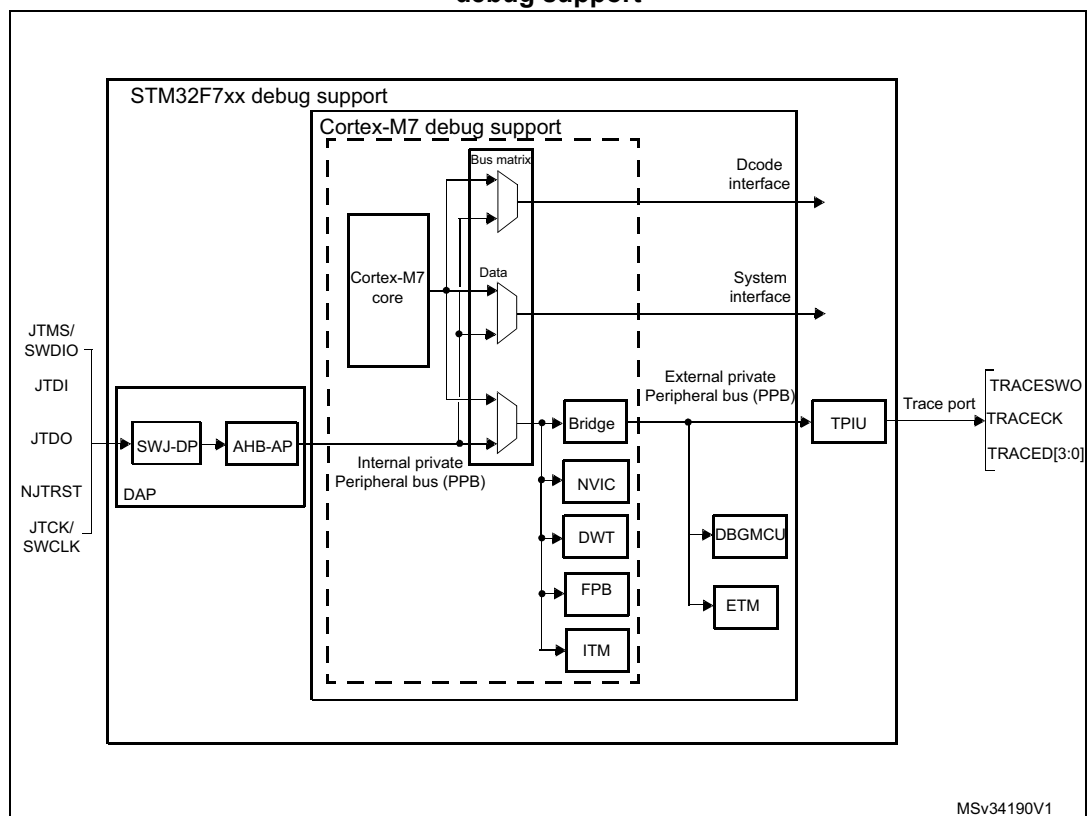 debug support
STM32F7xx debug support
Cortex-M7 debug support
Bus matrix
Dcode
interface
Cortex-M7
core
Data
System
interface
JTMS/
SWDIO
JTDI
JTDO
NJTRST
JTCK/
SWCLK
SWJ-DP
AHB-AP
DAP
Internal private
Peripheral bus (PPB)
Bridge
NVIC
DWT
FPB
ITM
External private
Peripheral bus (PPB)
DBGMCU
ETM
TPIU
Trace port
TRACESWO
TRACECK
TRACED[3:0]
MSv34190V1